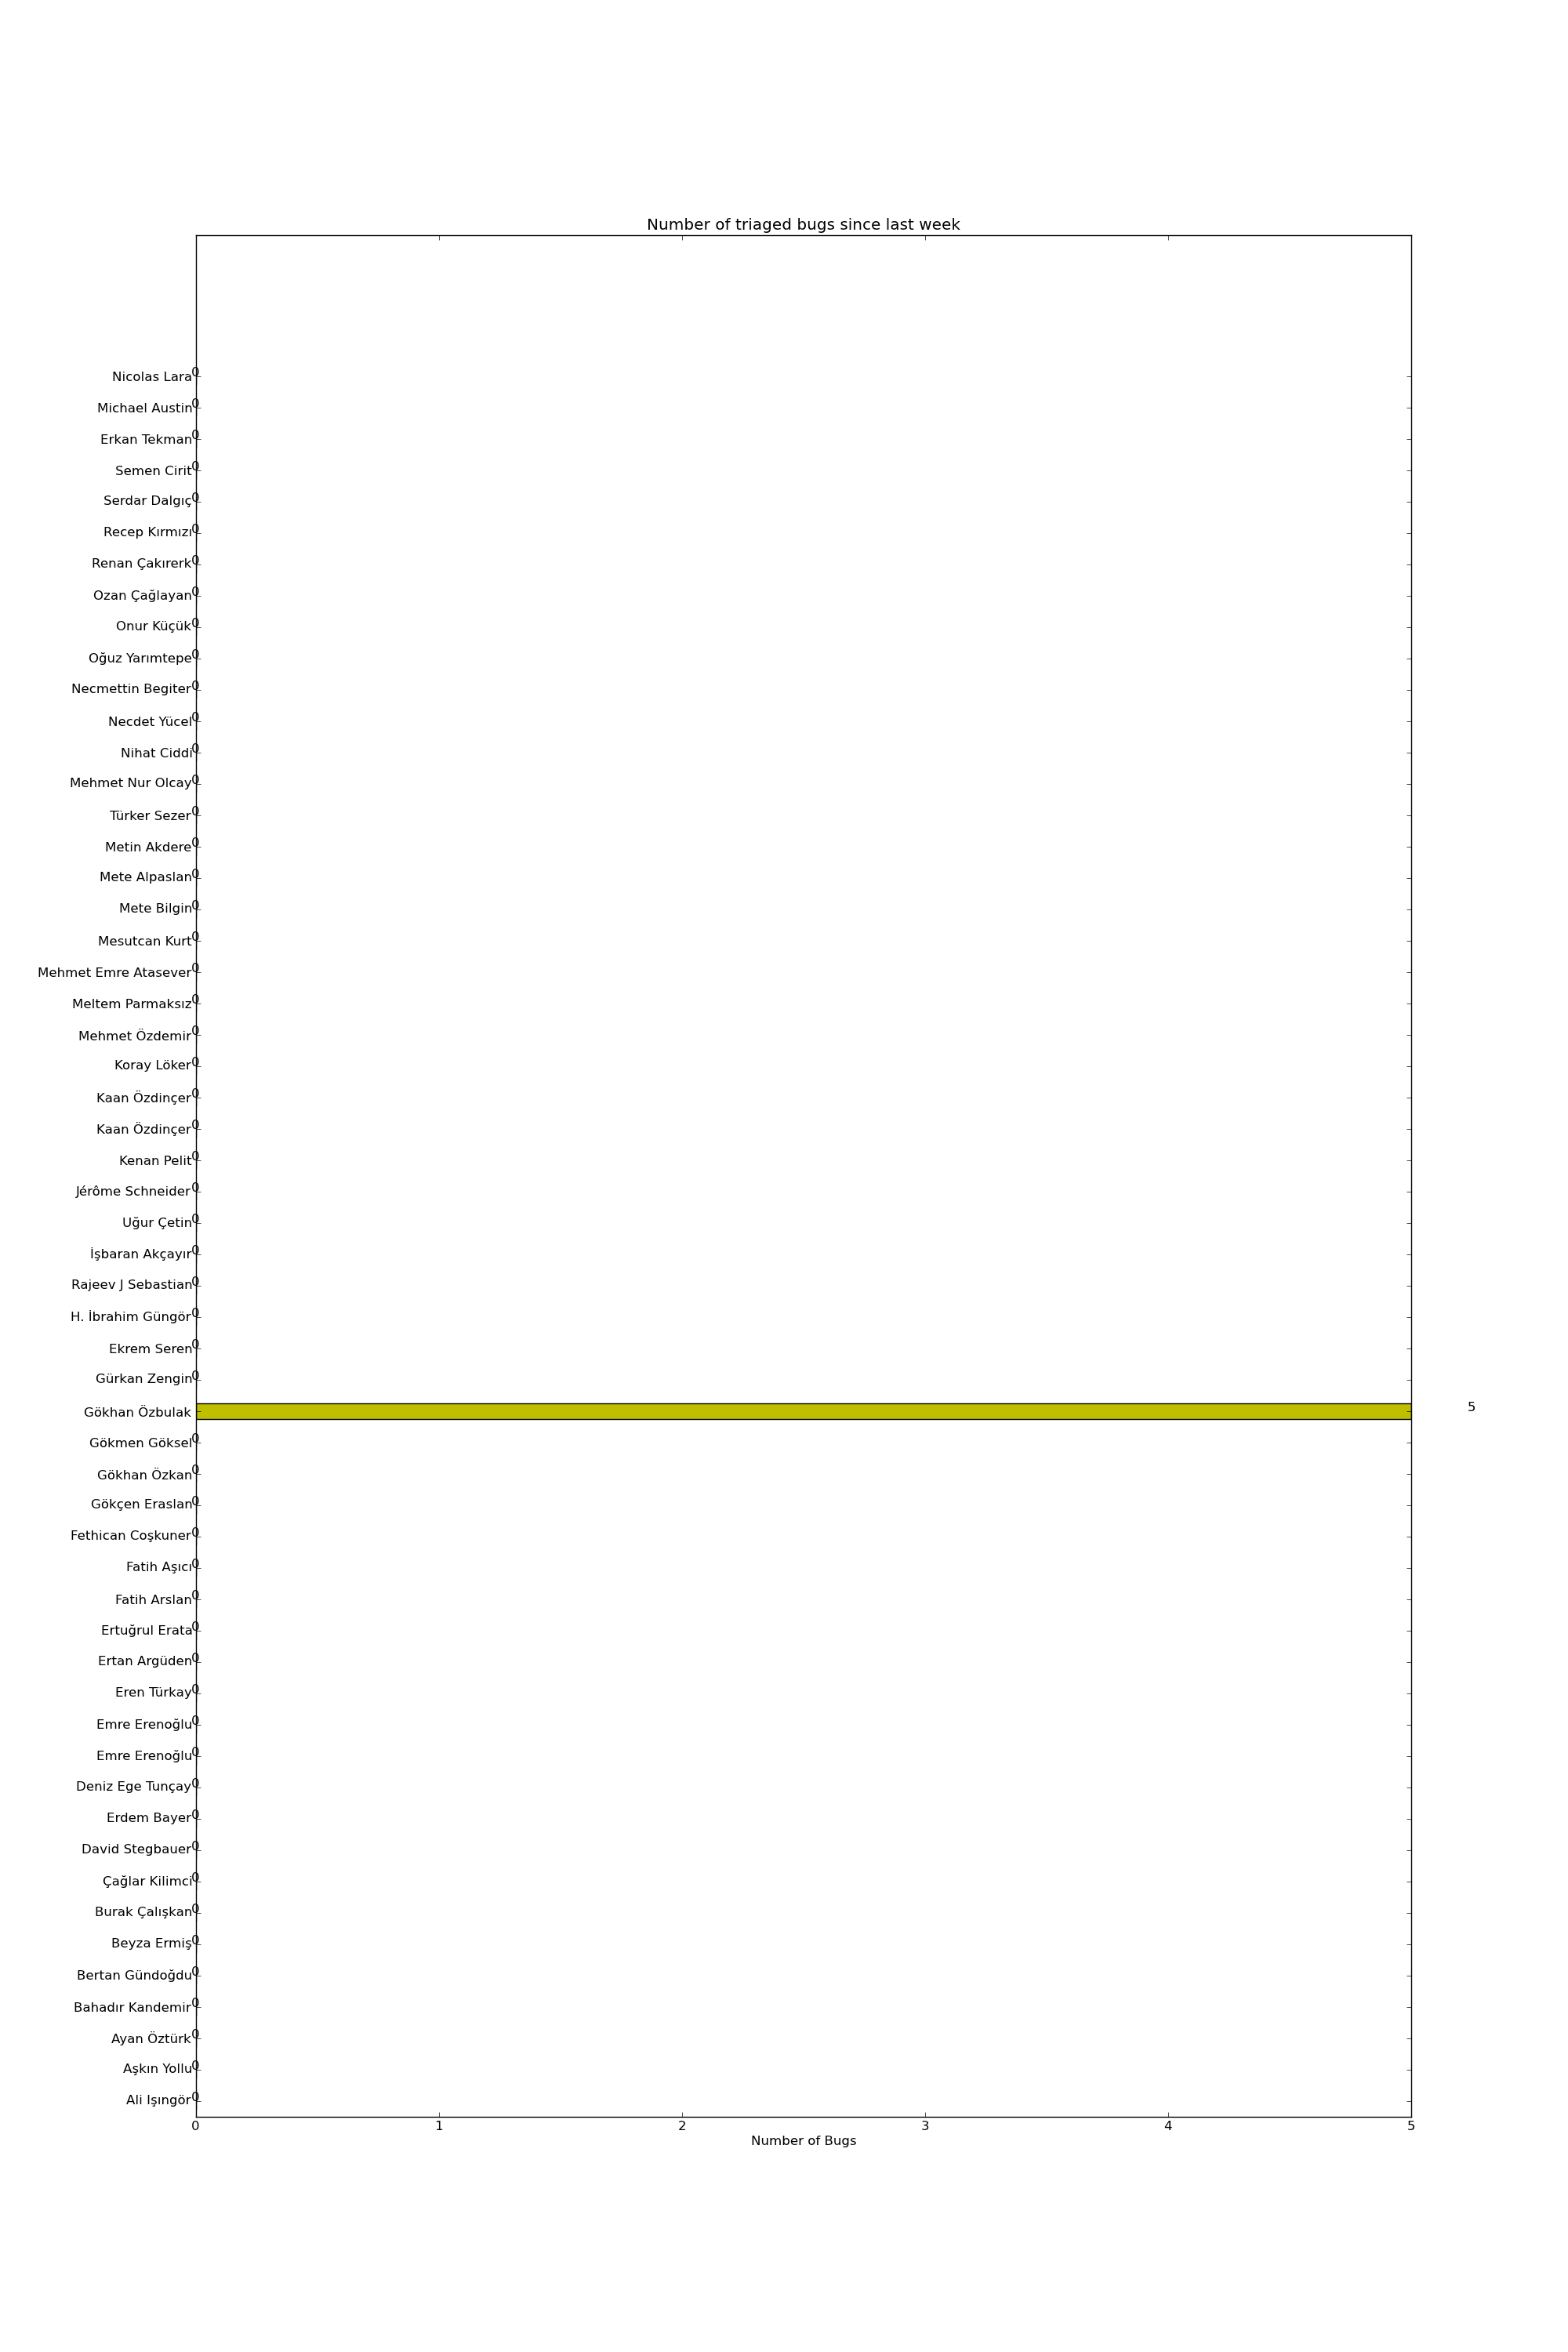 Number of triaged bugs since last week
Nicolas Lara 0
Michael Austin 0
Erkan Tekman 0
Semen Cirit 0
Serdar Dalgıç 0
Recep Kırmızı 0
Renan Çakırerk 0
Ozan Çağlayan 0
Onur Küçük 0
Oğuz Yarımtepe 0
Necmettin Begiter 0
Necdet Yücel 0
Nihat Ciddi 0
Mehmet Nur Olcay 0
Türker Sezer 0
Metin Akdere 0
Mete Alpaslan 0
Mete Bilgin 0
Mesutcan Kurt 0
Mehmet Emre Atasever 0
Meltem Parmaksız 0
Mehmet Özdemir 0
Koray Löker 0
Kaan Özdinçer 0
Kaan Özdinçer 0
Kenan Pelit 0
Jérôme Schneider 0
Uğur Çetin 0
İşbaran Akçayır 0
Rajeev J Sebastian 0
H. İbrahim Güngör 0
Ekrem Seren 0
Gürkan Zengin 0
Gökhan Özbulak 5
Gökmen Göksel 0
Gökhan Özkan 0
Gökçen Eraslan 0
Fethican Coşkuner 0
Fatih Aşıcı 0
Fatih Arslan 0
Ertuğrul Erata 0
Ertan Argüden 0
Eren Türkay 0
Emre Erenoğlu 0
Emre Erenoğlu 0
Deniz Ege Tunçay 0
Erdem Bayer 0
David Stegbauer 0
Çağlar Kilimci 0
Burak Çalışkan 0
Beyza Ermiş 0
Bertan Gündoğdu 0
Bahadır Kandemir 0
Ayan Öztürk 0
Aşkın Yollu 0
Ali Işıngör 0
0 1 2 3 4 5
Number of Bugs